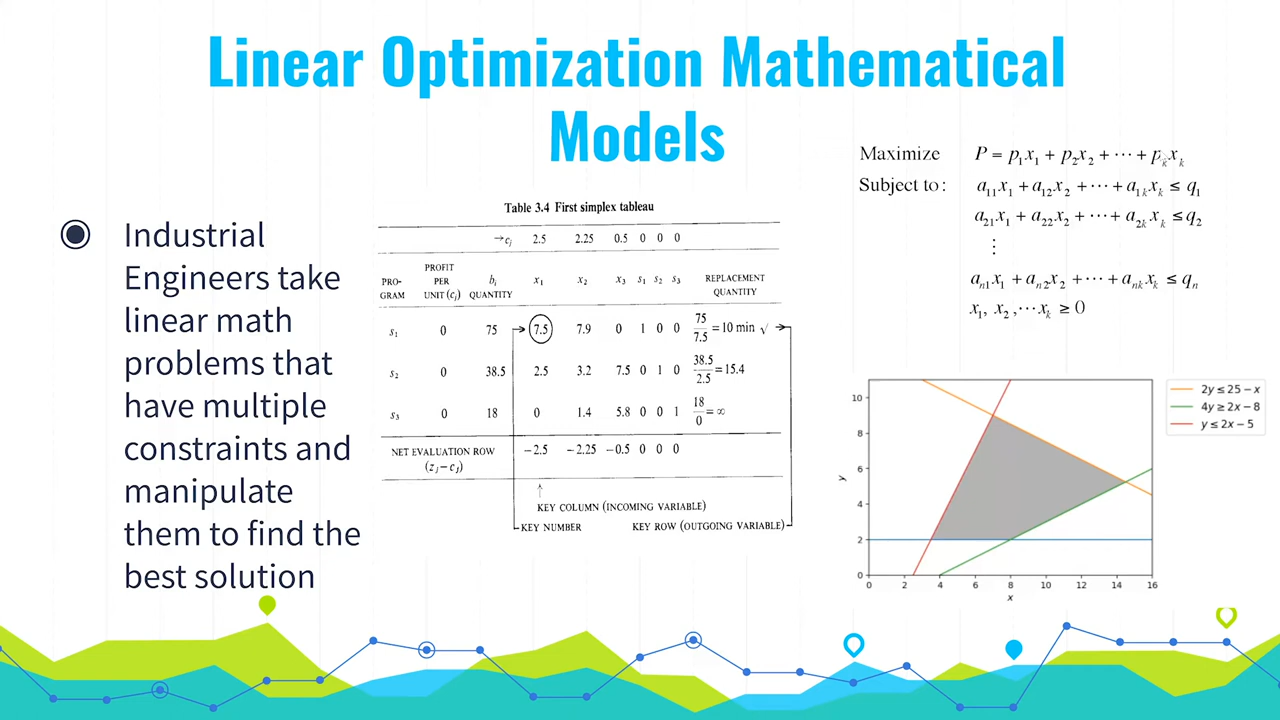 Linear Optimization Mathematical
Models
Industrial
Engineers take
linear math
problems that
have multiple
constraints and
manipulate
them to find the
best solution
Table 3.4 First simplex tableau
→cj 2.5 2.25 0.5 0 0 0
PRO-
GRAM
PROFIT
PER
UNIT (cj)
bi
QUANTITY
x1 x2 x3 s1 s2 s3
REPLACEMENT
QUANTITY
s1 0 75 7.5 7.9 0 1 0 0 75/7.5 = 10 min √
s2 0 38.5 2.5 3.2 7.5 0 1 0 38.5/2.5 = 15.4
s3 0 18 0 1.4 5.8 0 0 1 18/0 = ∞
NET EVALUATION ROW
(zj – cj)
−2.5 −2.25 −0.5 0 0 0
KEY COLUMN (INCOMING VARIABLE)
KEY NUMBER KEY ROW (OUTGOING VARIABLE)
Maximize P = p1x1 + p2x2 + ··· + pkxk
Subject to: a11x1 + a12x2 + ··· + a1kxk ≤ q1
a21x1 + a22x2 + ··· + a2kxk ≤ q2
⋮
an1x1 + an2x2 + ··· + ankxk ≤ qn
x1, x2, ··· xk ≥ 0
2y ≤ 25 − x
4y ≥ 2x − 8
y ≤ 2x − 5
10
8
6
4
2
0
y
0 2 4 6 8 10 12 14 16
x